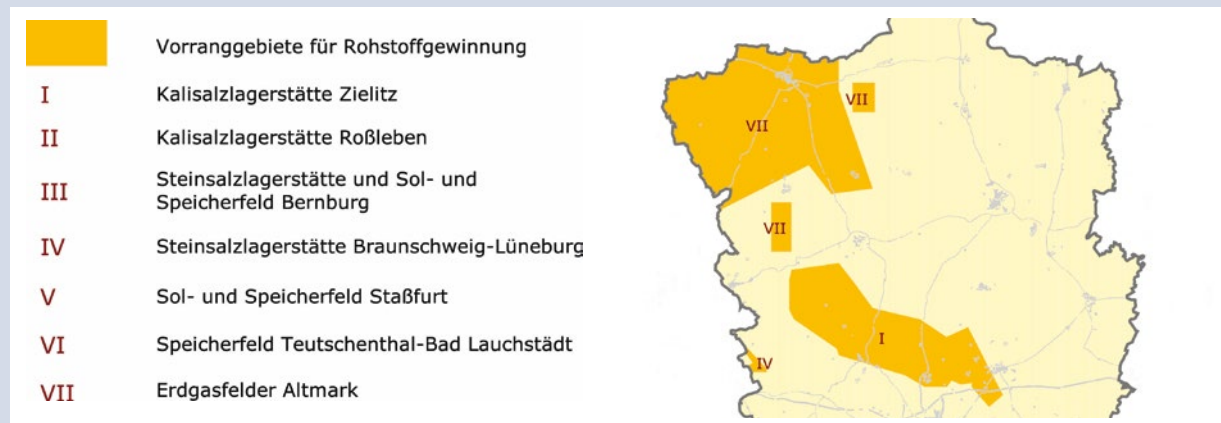 Vorranggebiete für Rohstoffgewinnung
I Kalisalzlagerstätte Zielitz
II Kalisalzlagerstätte Roßleben
III Steinsalzlagerstätte und Sol- und
Speicherfeld Bernburg
IV Steinsalzlagerstätte Braunschweig-Lüneburg
V Sol- und Speicherfeld Staßfurt
VI Speicherfeld Teutschenthal-Bad Lauchstädt
VII Erdgasfelder Altmark
VII
VII
VII
I
IV